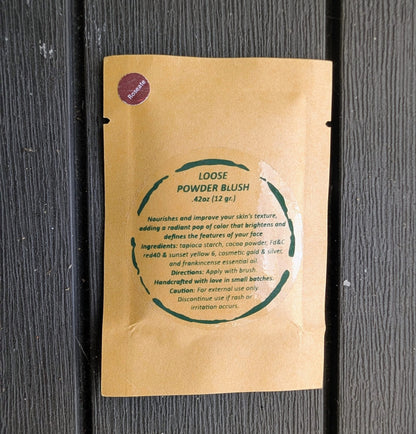 Roseate
LOOSE
POWDER BLUSH
.42oz (12 gr.)
Nourishes and improve your skin's texture,
adding a radiant pop of color that brightens and
defines the features of your face
Ingredients: tapioca starch, cocoa powder, Fd&C
red40 & sunset yellow 6, cosmetic gold & silver,
and frankincense essential oil.
Directions: Apply with brush.
Handcrafted with love in small batches.
Caution: For external use only.
Discontinue use if rash or
irritation occurs.